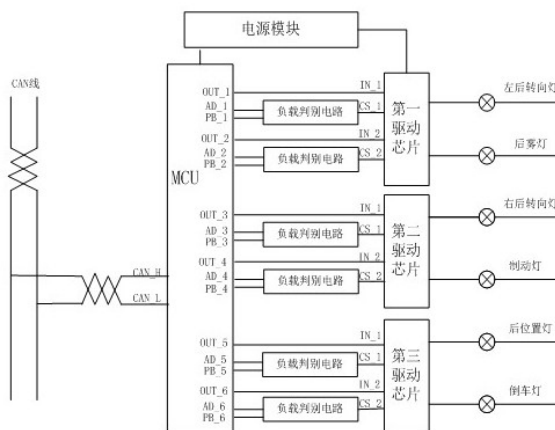 电源模块
CAN线
MCU
CAN_H
CAN_L
OUT_1
AD_1
PB_1
负载判别电路
IN_1
CS_1
OUT_2
AD_2
PB_2
负载判别电路
IN_2
CS_2
第一驱动芯片
左后转向灯
后雾灯
OUT_3
AD_3
PB_3
负载判别电路
IN_1
CS_1
OUT_4
AD_4
PB_4
负载判别电路
IN_2
CS_2
第二驱动芯片
右后转向灯
制动灯
OUT_5
AD_5
PB_5
负载判别电路
IN_1
CS_1
OUT_6
AD_6
PB_6
负载判别电路
IN_2
CS_2
第三驱动芯片
后位置灯
倒车灯